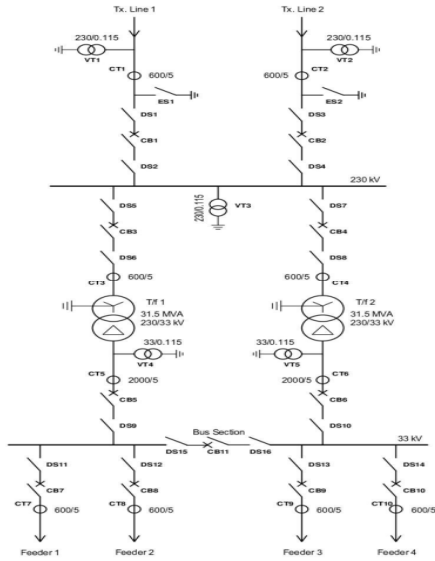 Tx. Line 1 Tx. Line 2
230/0.115 230/0.115
VT1 VT2
CT1 600/5 600/5 CT2
ES1 ES2
DS1 DS3
CB1 CB2
DS2 DS4
230 kV
DS5 230/0.115 VT3 DS7
CB3 CB4
DS6 DS8
CT3 600/5 600/5 CT4
T/f 1 T/f 2
31.5 MVA 31.5 MVA
230/33 kV 230/33 kV
33/0.115 33/0.115
VT4 VT5
CT5 2000/5 2000/5 CT6
CB5 CB6
DS9 Bus Section DS10
33 kV
DS15 CB11 DS16
DS11 DS12 DS13 DS14
CB7 CB8 CB9 CB10
CT7 600/5 CT8 600/5 CT9 600/5 CT10 600/5
Feeder 1 Feeder 2 Feeder 3 Feeder 4